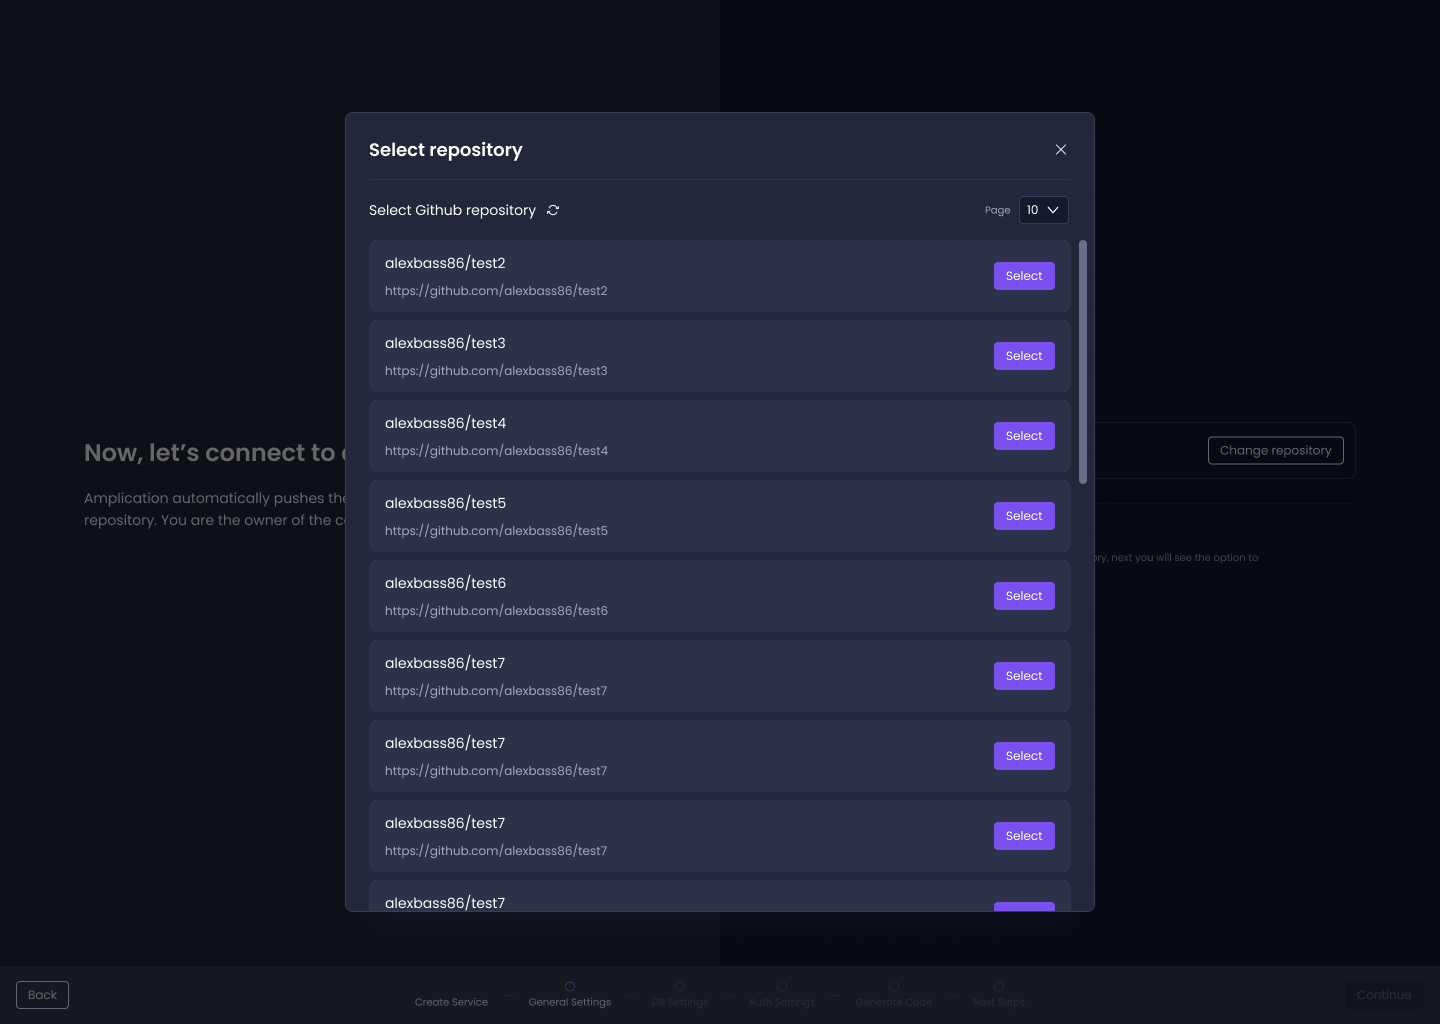 Select repository
Select Github repository
Page 10
alexbass86/test2
https://github.com/alexbass86/test2
Select
alexbass86/test3
https://github.com/alexbass86/test3
Select
alexbass86/test4
https://github.com/alexbass86/test4
Select
alexbass86/test5
https://github.com/alexbass86/test5
Select
alexbass86/test6
https://github.com/alexbass86/test6
Select
alexbass86/test7
https://github.com/alexbass86/test7
Select
alexbass86/test7
https://github.com/alexbass86/test7
Select
alexbass86/test7
https://github.com/alexbass86/test7
Select
alexbass86/test7
Now, let’s connect to
Amplication automatically pushes the
repository. You are the owner of the
Change repository
next you will see the option to
Back
Create Service
General Settings
DB Settings
Auth Settings
Generate Code
Next Steps
Continue